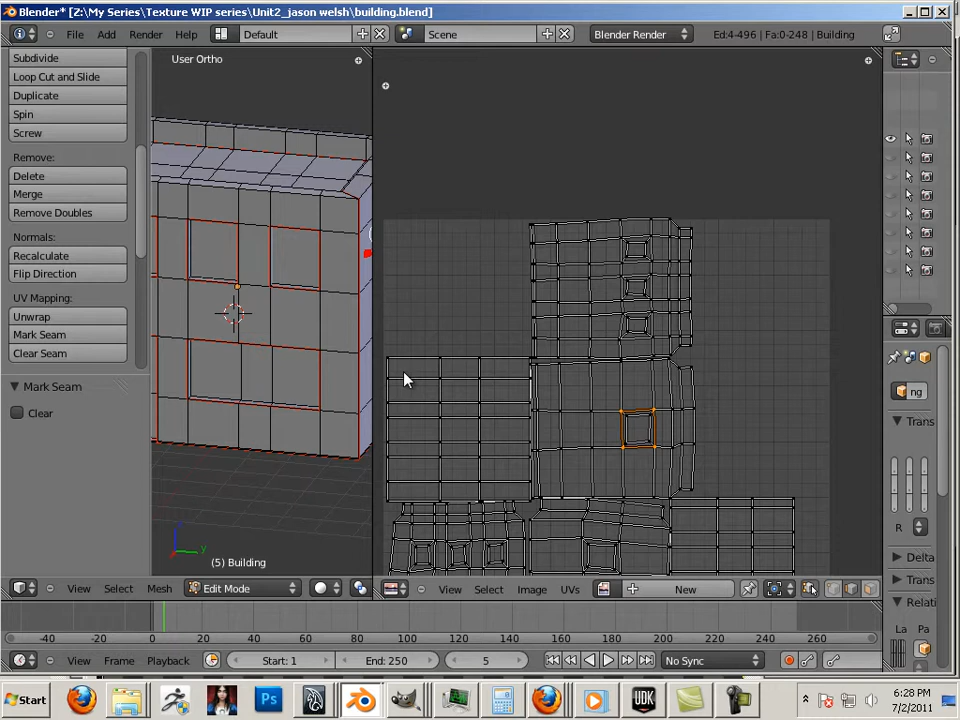 Blender* [Z:\My Series\Texture WIP series\Unit2_jason welsh\building.blend]
File Add Render Help Default Scene Blender Render Ed:4-496 | Fa:0-248 | Building
Subdivide
Loop Cut and Slide
Duplicate
Spin
Screw
Remove:
Delete
Merge
Remove Doubles
Normals:
Recalculate
Flip Direction
UV Mapping:
Unwrap
Mark Seam
Clear Seam
Mark Seam
Clear
User Ortho
z
y
(5) Building
ng
Trans
R
Delta
Trans
Relati
La Pa
View Select Mesh Edit Mode View Select Image UVs New
-40 -20 0 20 40 60 80 100 120 140 160 180 200 220 240 260
View Frame Playback Start: 1 End: 250 5 No Sync
Start Ps UDK 6:28 PM
7/2/2011